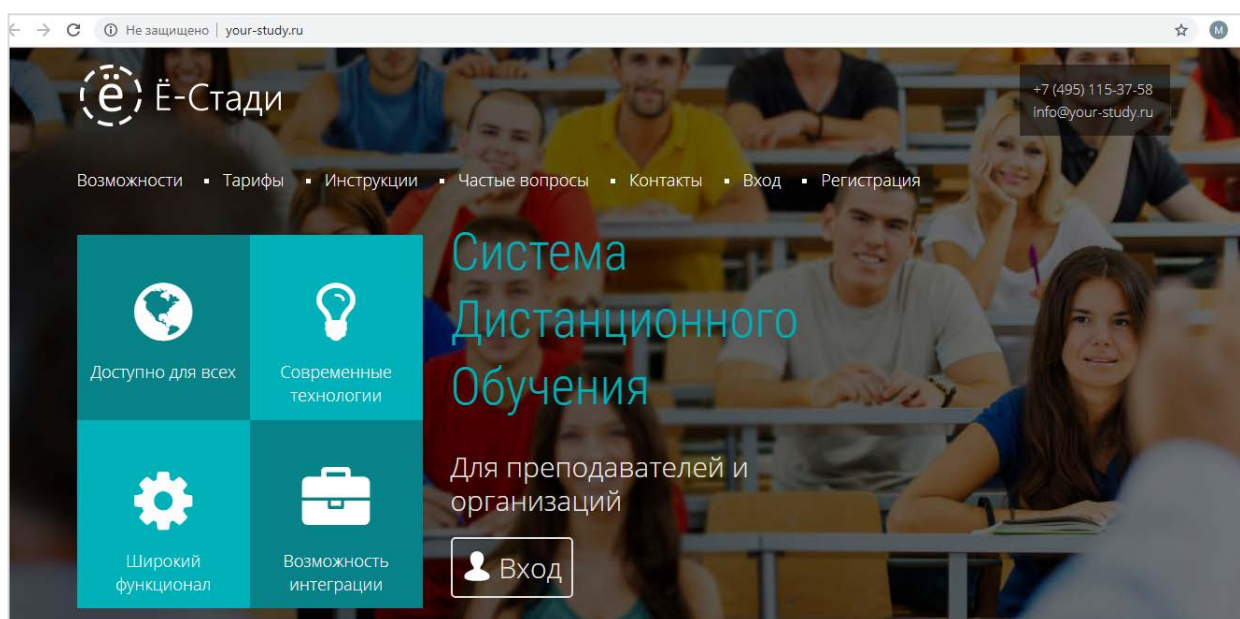 Не защищено | your-study.ru
М
ё Ё-Стади
+7 (495) 115-37-58
info@your-study.ru
Возможности ▪ Тарифы ▪ Инструкции ▪ Частые вопросы ▪ Контакты ▪ Вход ▪ Регистрация
Система
Дистанционного
Обучения
Доступно для всех
Современные
технологии
Для преподавателей и
организаций
Широкий
функционал
Возможность
интеграции
Вход